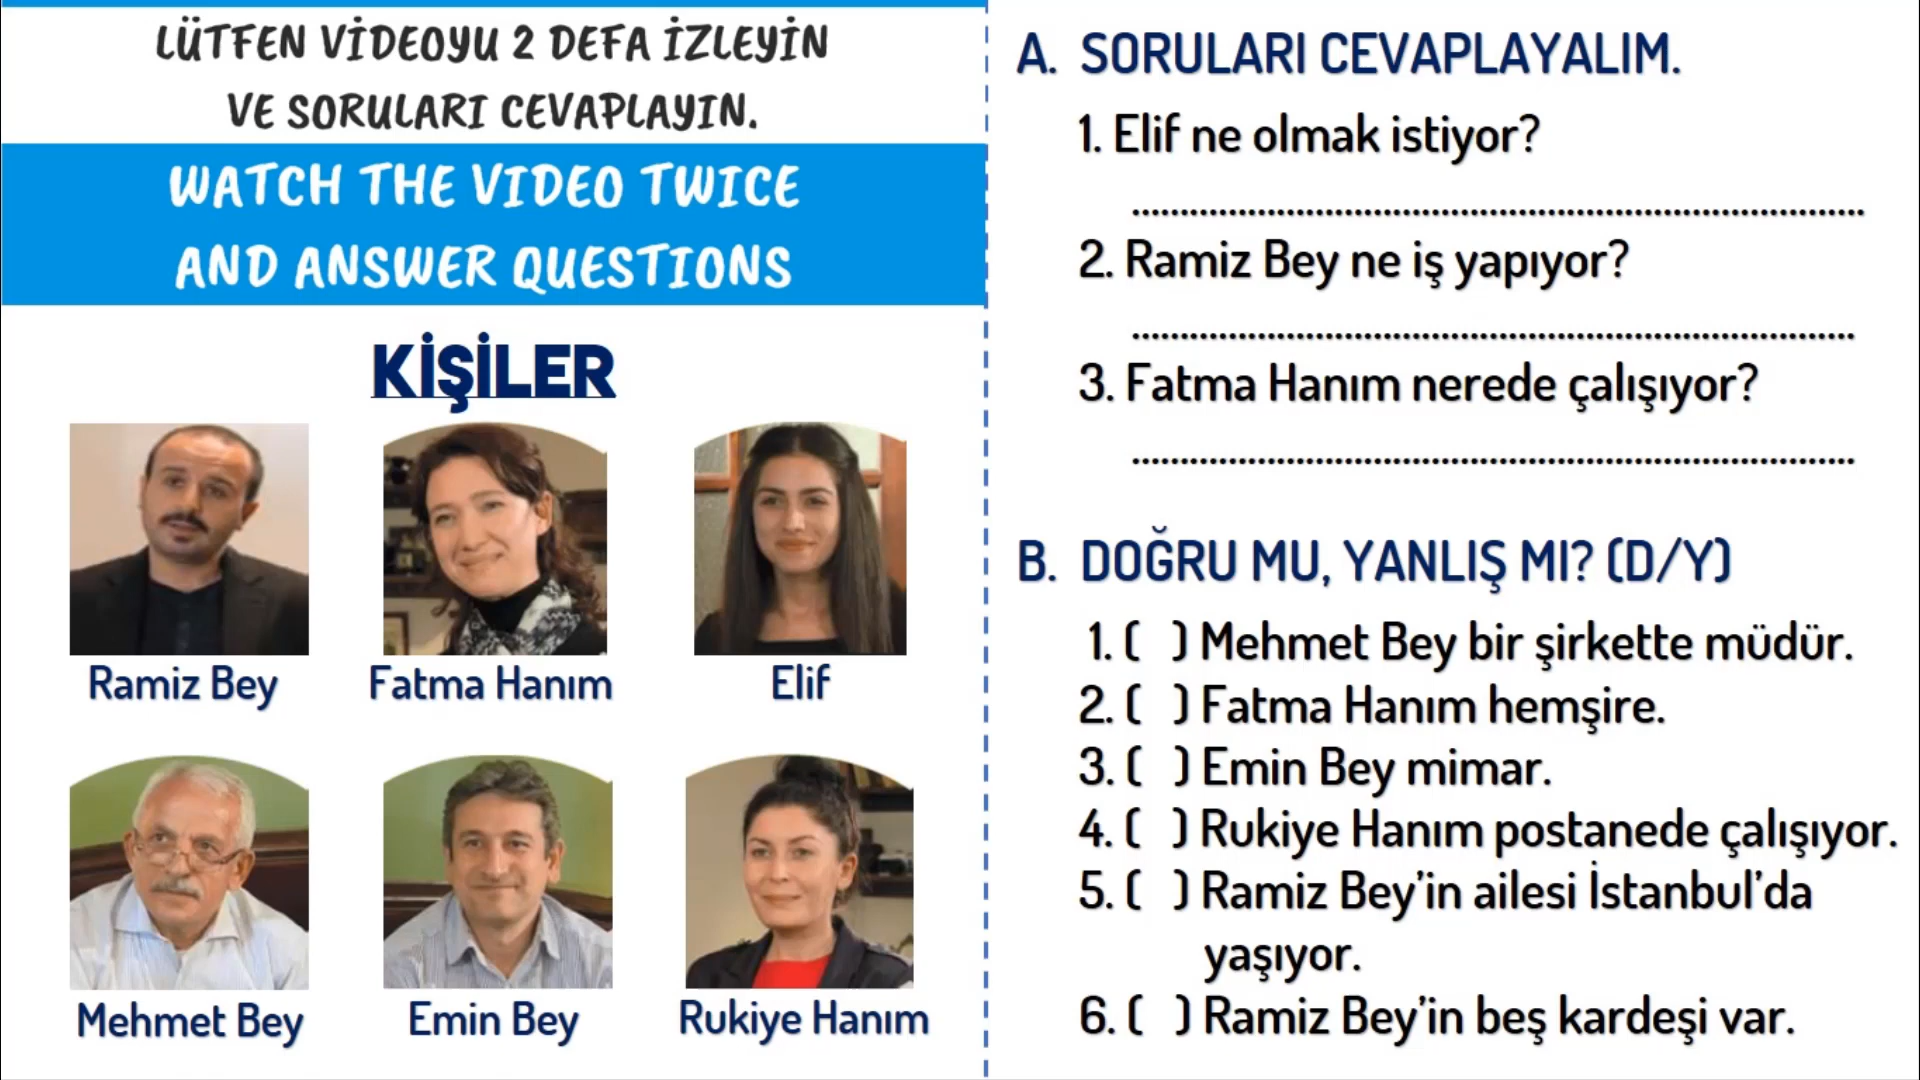 LÜTFEN VİDEOYU 2 DEFA İZLEYİN
VE SORULARI CEVAPLAYIN.
WATCH THE VIDEO TWICE
AND ANSWER QUESTIONS
KİŞİLER
Ramiz Bey
Fatma Hanım
Elif
Mehmet Bey
Emin Bey
Rukiye Hanım
A. SORULARI CEVAPLAYALIM.
1. Elif ne olmak istiyor?
................................................................................
2. Ramiz Bey ne iş yapıyor?
................................................................................
3. Fatma Hanım nerede çalışıyor?
................................................................................
B. DOĞRU MU, YANLIŞ MI? (D/Y)
1. ( ) Mehmet Bey bir şirkette müdür.
2. ( ) Fatma Hanım hemşire.
3. ( ) Emin Bey mimar.
4. ( ) Rukiye Hanım postanede çalışıyor.
5. ( ) Ramiz Bey’in ailesi İstanbul’da
yaşıyor.
6. ( ) Ramiz Bey’in beş kardeşi var.